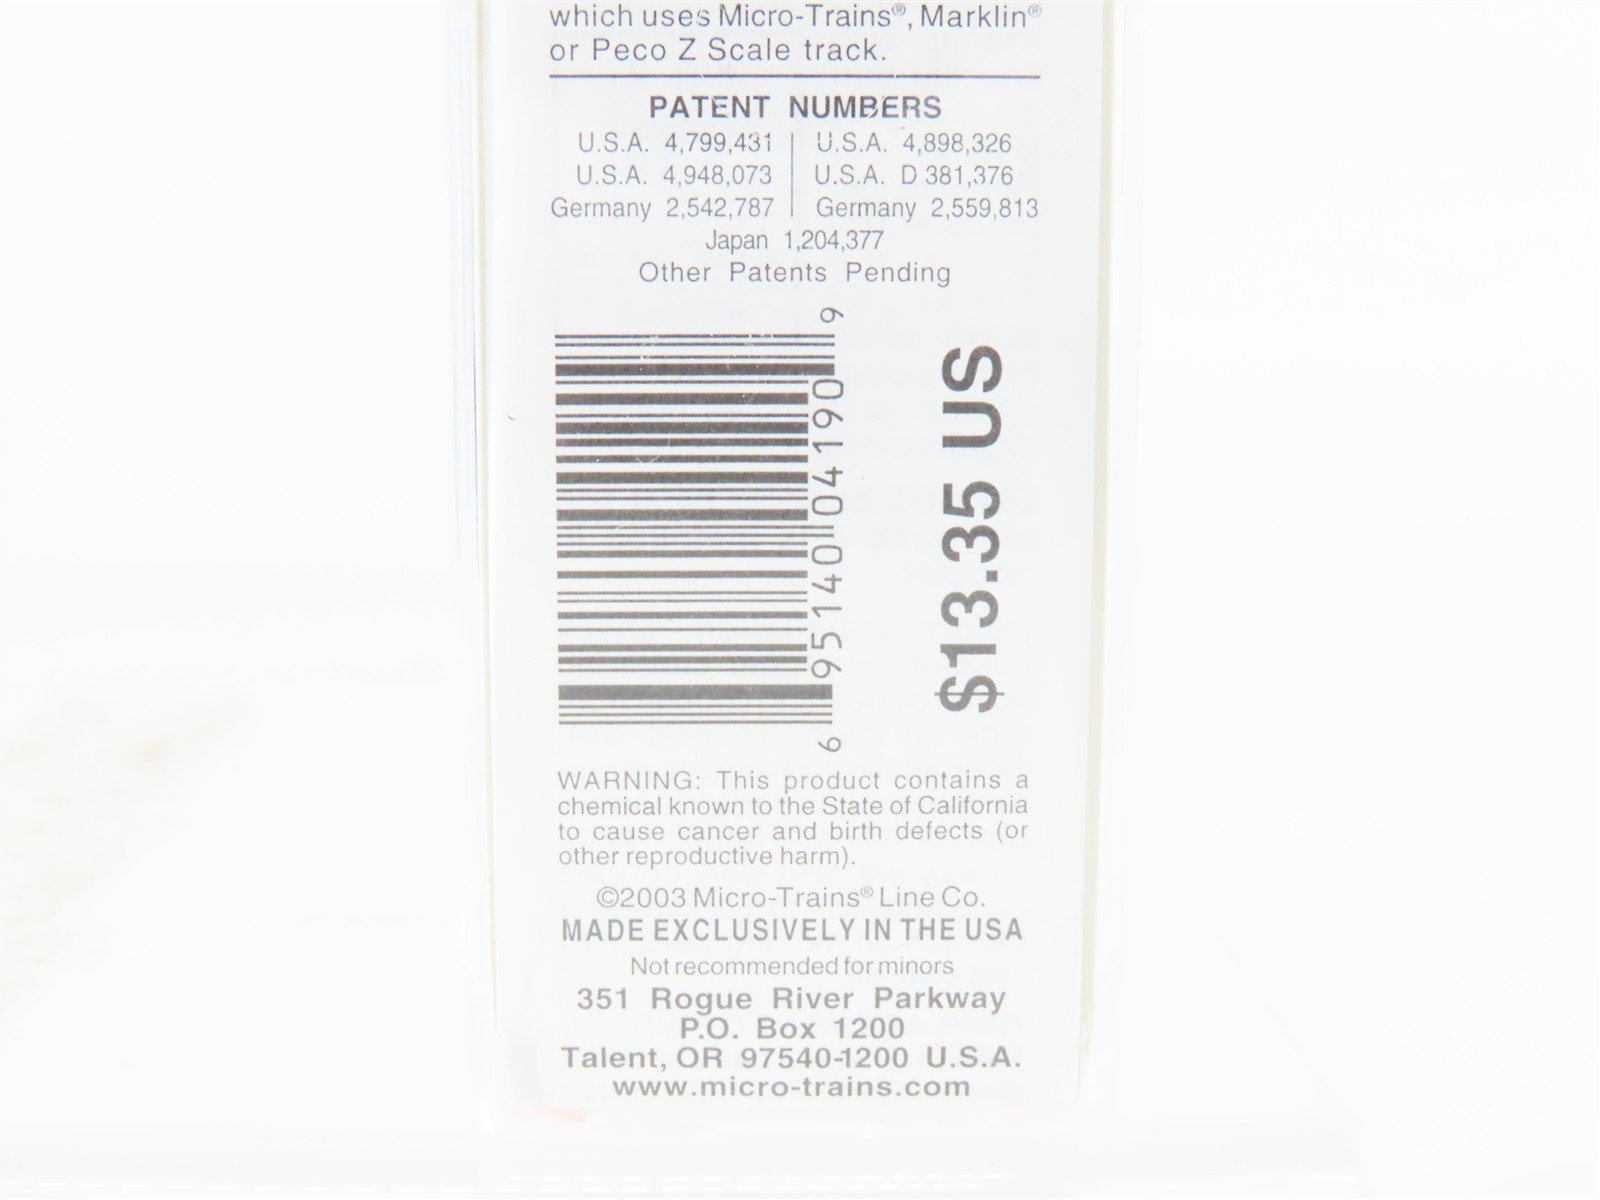 which uses Micro-Trains®, Marklin®
or Peco Z Scale track.
PATENT NUMBERS
U.S.A. 4,799,431 | U.S.A. 4,898,326
U.S.A. 4,948,073 | U.S.A. D 381,376
Germany 2,542,787 | Germany 2,559,813
Japan 1,204,377
Other Patents Pending
6 95140 04190 9
$13.35 US
WARNING: This product contains a
chemical known to the State of California
to cause cancer and birth defects (or
other reproductive harm).
©2003 Micro-Trains® Line Co.
MADE EXCLUSIVELY IN THE USA
Not recommended for minors
351 Rogue River Parkway
P.O. Box 1200
Talent, OR 97540-1200 U.S.A.
www.micro-trains.com